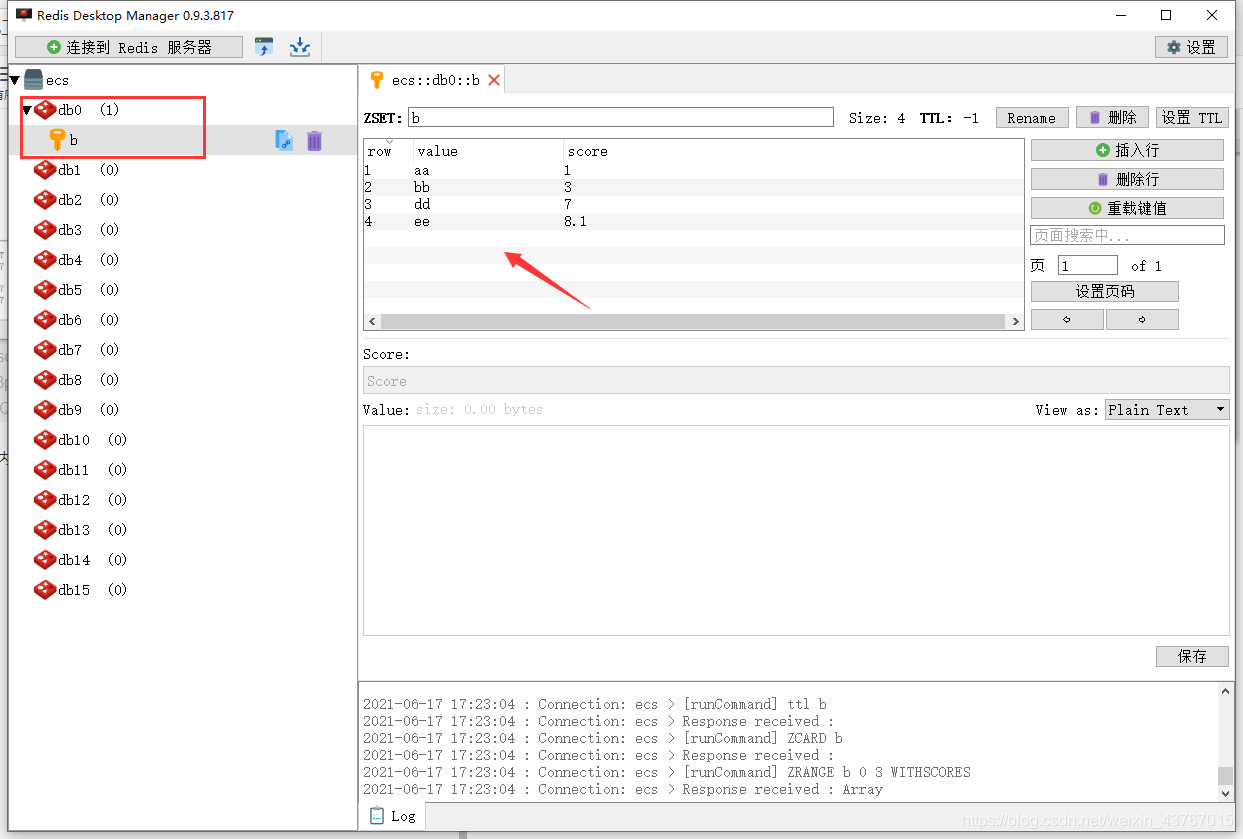 Redis Desktop Manager 0.9.3.817
连接到 Redis 服务器
设置
ecs
db0 (1)
b
db1 (0)
db2 (0)
db3 (0)
db4 (0)
db5 (0)
db6 (0)
db7 (0)
db8 (0)
db9 (0)
db10 (0)
db11 (0)
db12 (0)
db13 (0)
db14 (0)
db15 (0)
ecs::db0::b
ZSET: b Size: 4 TTL: -1 Rename 删除 设置 TTL
row value score
1 aa 1
2 bb 3
3 dd 7
4 ee 8.1
插入行
删除行
重载键值
页面搜索中...
页 1 of 1
设置页码
Score:
Score
Value: size: 0.00 bytes View as: Plain Text
保存
2021-06-17 17:23:04 : Connection: ecs > [runCommand] ttl b
2021-06-17 17:23:04 : Connection: ecs > Response received :
2021-06-17 17:23:04 : Connection: ecs > [runCommand] ZCARD b
2021-06-17 17:23:04 : Connection: ecs > Response received :
2021-06-17 17:23:04 : Connection: ecs > [runCommand] ZRANGE b 0 3 WITHSCORES
2021-06-17 17:23:04 : Connection: ecs > Response received : Array
Log
https://blog.csdn.net/weixin_43767015